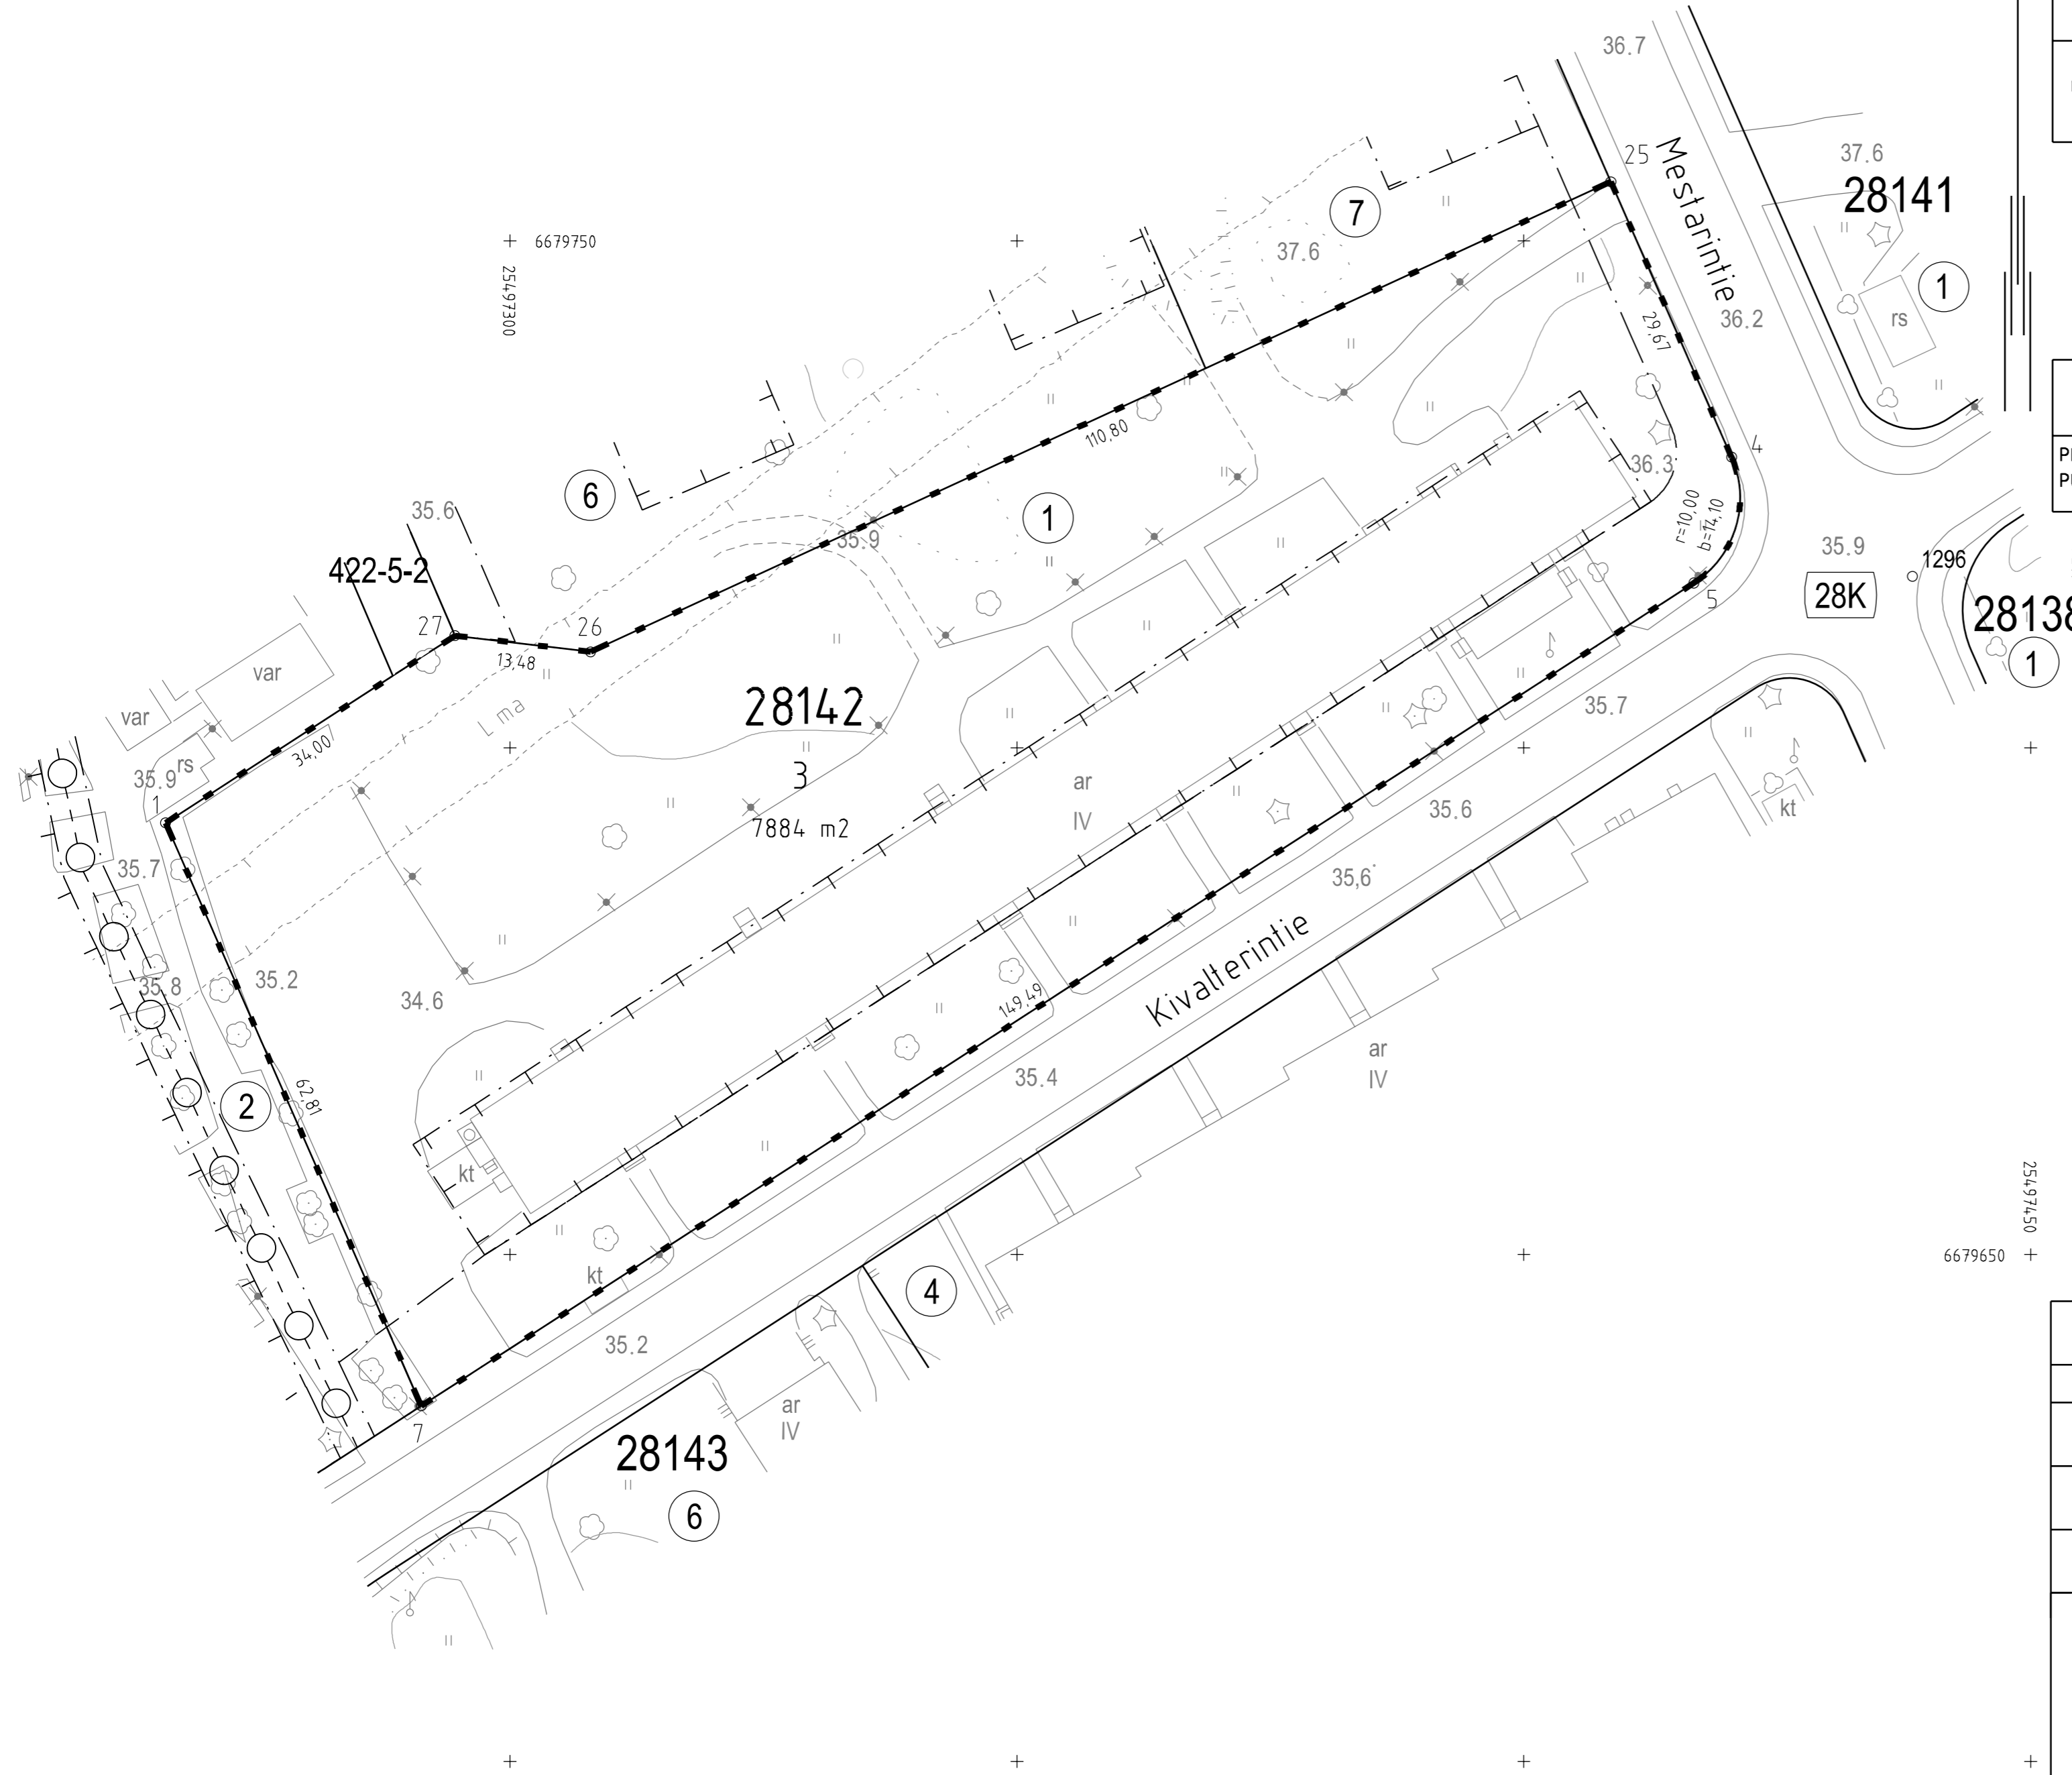 36.7
25
Mestarintie
37.6
28141
7
6679750
37.6
25497300
1
rs
36.2
29,67
110,80
4
36.3
6
35.6
1
r=10,00
b=14,10
35.9
35.9
1296
422-5-2
28K
5
28138
27
26
13,48
1
var
var
28142
L ma
35.7
34,00
rs
35.9
3
ar
IV
1
7884 m2
35.6
kt
35.7
35,6
Kivalterintie
35.2
35.8
34.6
149,49
ar
IV
35.4
62,81
2
kt
25497450
6679650
kt
4
35.2
ar
IV
7
28143
6